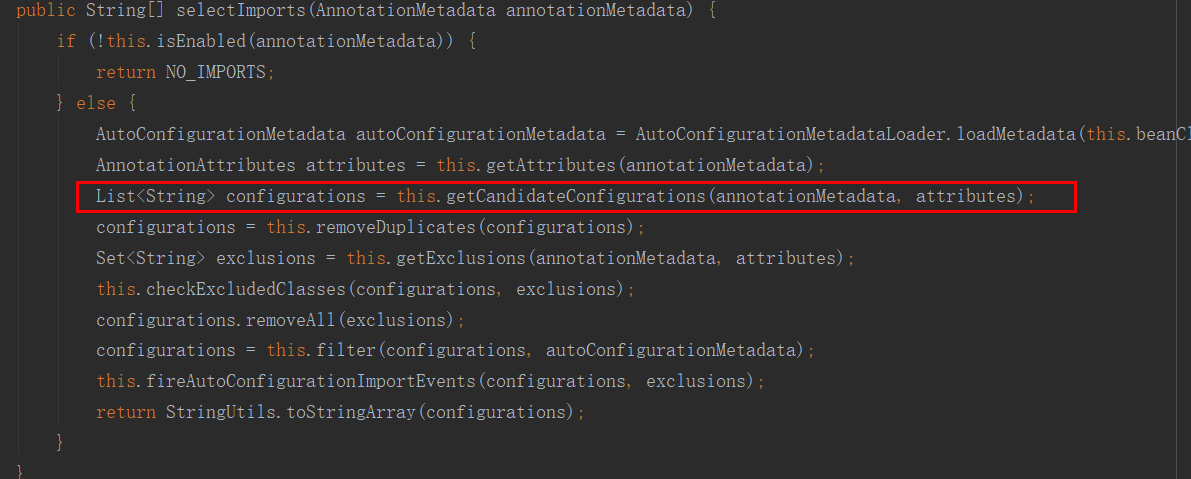 public String[] selectImports(AnnotationMetadata annotationMetadata) {
if (!this.isEnabled(annotationMetadata)) {
return NO_IMPORTS;
} else {
AutoConfigurationMetadata autoConfigurationMetadata = AutoConfigurationMetadataLoader.loadMetadata(this.beanCl
AnnotationAttributes attributes = this.getAttributes(annotationMetadata);
List<String> configurations = this.getCandidateConfigurations(annotationMetadata, attributes);
configurations = this.removeDuplicates(configurations);
Set<String> exclusions = this.getExclusions(annotationMetadata, attributes);
this.checkExcludedClasses(configurations, exclusions);
configurations.removeAll(exclusions);
configurations = this.filter(configurations, autoConfigurationMetadata);
this.fireAutoConfigurationImportEvents(configurations, exclusions);
return StringUtils.toStringArray(configurations);
}
}